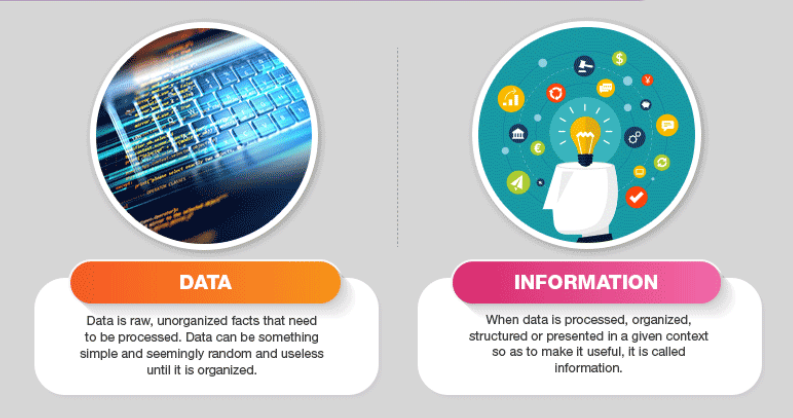 DATA
Data is raw, unorganized facts that need
to be processed. Data can be something
simple and seemingly random and useless
until it is organized.
INFORMATION
When data is processed, organized,
structured or presented in a given context
so as to make it useful, it is called
information.